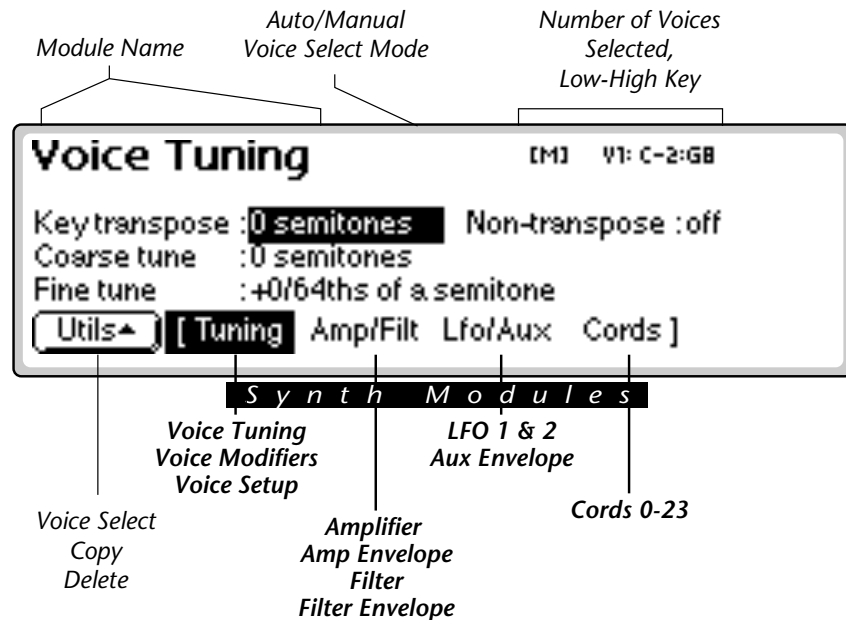 Module Name
Auto/Manual
Voice Select Mode
Number of Voices
Selected,
Low-High Key
Voice Tuning [M] V1: C-2:G8
Key transpose :0 semitones Non-transpose :off
Coarse tune :0 semitones
Fine tune :+0/64ths of a semitone
Utils▲ [ Tuning Amp/Filt Lfo/Aux Cords ]
Synth Modules
Voice Tuning
Voice Modifiers
Voice Setup
LFO 1 & 2
Aux Envelope
Voice Select
Copy
Delete
Amplifier
Amp Envelope
Filter
Filter Envelope
Cords 0-23